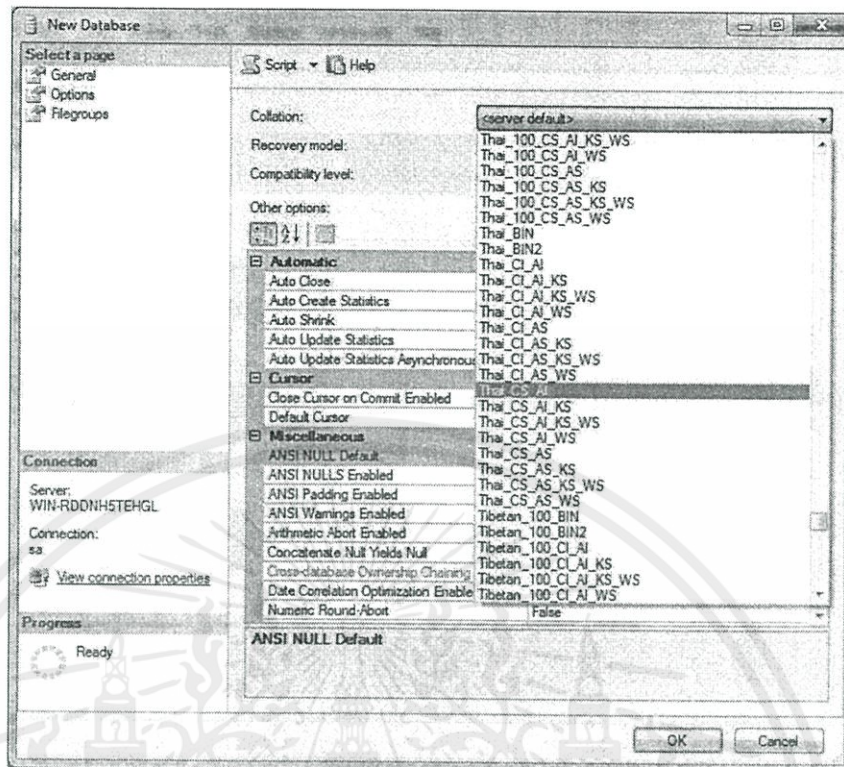 New Database
Select a page
General
Options
Filegroups
Script
Help
Collation:
<server default>
Recovery model:
Compatibility level:
Other options:
Thai_100_CS_AI_KS_WS
Thai_100_CS_AI_WS
Thai_100_CS_AS
Thai_100_CS_AS_KS
Thai_100_CS_AS_KS_WS
Thai_100_CS_AS_WS
Thai_BIN
Thai_BIN2
Thai_CI_AI
Thai_CI_AI_KS
Thai_CI_AI_KS_WS
Thai_CI_AI_WS
Thai_CI_AS
Thai_CI_AS_KS
Thai_CI_AS_KS_WS
Thai_CI_AS_WS
Thai_CS_AI
Thai_CS_AI_KS
Thai_CS_AI_KS_WS
Thai_CS_AI_WS
Thai_CS_AS
Thai_CS_AS_KS
Thai_CS_AS_KS_WS
Thai_CS_AS_WS
Tibetan_100_BIN
Tibetan_100_BIN2
Tibetan_100_CI_AI
Tibetan_100_CI_AI_KS
Tibetan_100_CI_AI_KS_WS
Tibetan_100_CI_AI_WS
Automatic
Auto Close
Auto Create Statistics
Auto Shrink
Auto Update Statistics
Auto Update Statistics Asynchronous
Cursor
Close Cursor on Commit Enabled
Default Cursor
Miscellaneous
ANSI NULL Default
ANSI NULLS Enabled
ANSI Padding Enabled
ANSI Warnings Enabled
Arithmetic Abort Enabled
Concatenate Null Yields Null
Cross-database Ownership Chaining
Date Correlation Optimization Enable
Numeric Round-Abort
False
ANSI NULL Default
Connection
Server:
WIN-RDDNH5TEHGL
Connection:
sa
View connection properties
Progress
Ready
OK
Cancel